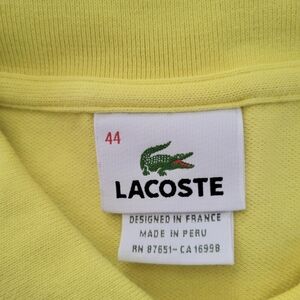 44
LACOSTE
DESIGNED IN FRANCE
MADE IN PERU
RN 87651-CA 16998